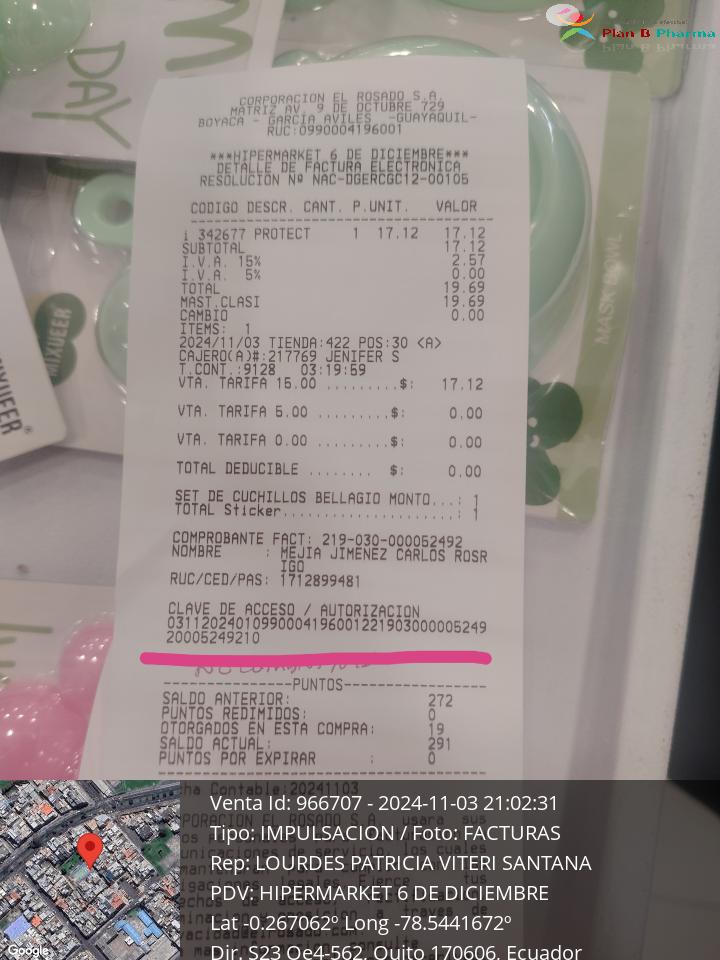 Plan B Pharma
DAY
MIXUEER
MASK BOWL
CORPORACION EL ROSADO S.A.
MATRIZ AV. 9 DE OCTUBRE 729
BOYACA - GARCIA AVILES -GUAYAQUIL-
RUC:0990004196001
***HIPERMARKET 6 DE DICIEMBRE***
DETALLE DE FACTURA ELECTRONICA
RESOLUCION Nº NAC-DGERCGC12-00105
CODIGO DESCR. CANT. P.UNIT. VALOR
i 342677 PROTECT 1 17.12 17.12
SUBTOTAL 17.12
I.V.A. 15% 2.57
I.V.A. 5% 0.00
TOTAL 19.69
MAST.CLASI 19.69
CAMBIO 0.00
ITEMS: 1
2024/11/03 TIENDA:422 POS:30 <A>
CAJERO(A)#:217769 JENIFER S
T.CONT.:9128 03:19:59
VTA. TARIFA 15.00 .........$: 17.12
VTA. TARIFA 5.00 .........$: 0.00
VTA. TARIFA 0.00 .........$: 0.00
TOTAL DEDUCIBLE ........ $: 0.00
SET DE CUCHILLOS BELLAGIO MONTO...: 1
TOTAL Sticker.....................: 1
COMPROBANTE FACT: 219-030-000052492
NOMBRE : MEJIA JIMENEZ CARLOS ROSR
IGO
RUC/CED/PAS: 1712899481
CLAVE DE ACCESO / AUTORIZACION
03112024010990004196001221903000005249
20005249210
---------------PUNTOS---------------
SALDO ANTERIOR: 272
PUNTOS REDIMIDOS: 0
OTORGADOS EN ESTA COMPRA: 19
SALDO ACTUAL: 291
PUNTOS POR EXPIRAR : 0
Contable:20241103
Venta Id: 966707 - 2024-11-03 21:02:31
Tipo: IMPULSACION / Foto: FACTURAS
Rep: LOURDES PATRICIA VITERI SANTANA
PDV: HIPERMARKET 6 DE DICIEMBRE
Lat -0.267062º Long -78.5441672º
Dir. S23 Oe4-562, Quito 170606, Ecuador
Google